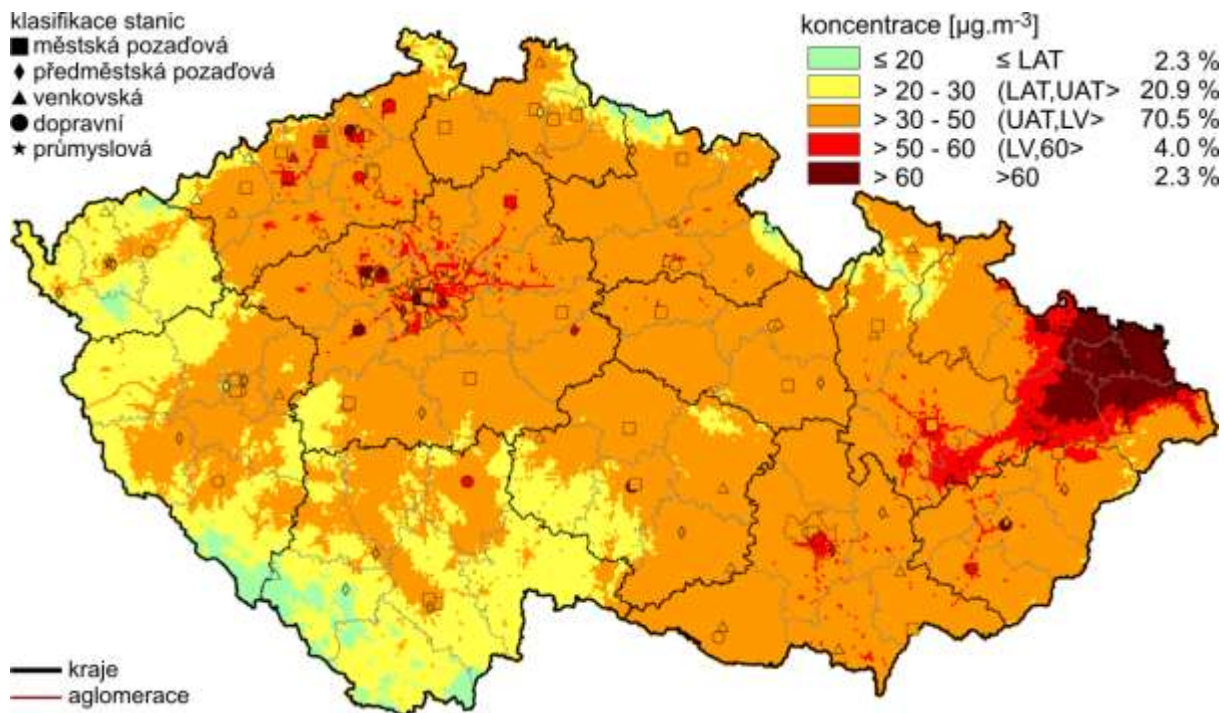 klasifikace stanic
městská pozaďová
předměstská pozaďová
venkovská
dopravní
průmyslová
koncentrace [µg.m-3]
≤ 20 ≤ LAT 2.3 %
> 20 - 30 (LAT,UAT> 20.9 %
> 30 - 50 (UAT,LV> 70.5 %
> 50 - 60 (LV,60> 4.0 %
> 60 >60 2.3 %
kraje
aglomerace